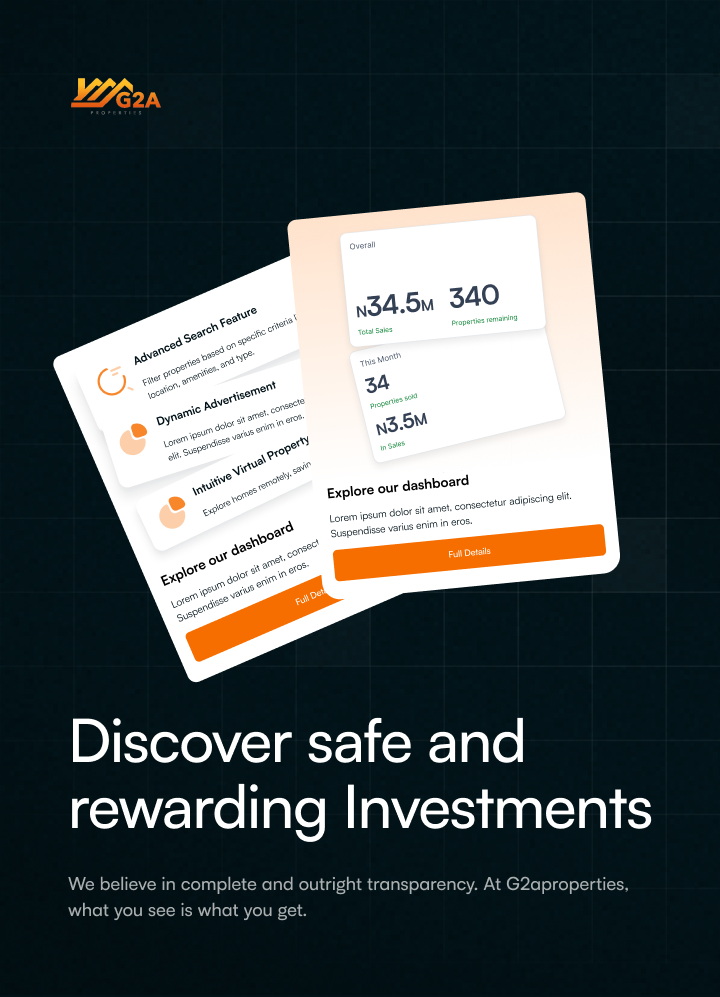 G2A
PROPERTIES
Advanced Search Feature
Filter properties based on specific criteria
location, amenities, and type.
Dynamic Advertisement
Lorem ipsum dolor sit amet, consecte
elit. Suspendisse varius enim in eros.
Intuitive Virtual Property
Explore homes remotely, savin
Explore our dashboard
Lorem ipsum dolor sit amet, consect
Suspendisse varius enim in eros.
Full Det
Overall
N34.5M
Total Sales
340
Properties remaining
This Month
34
Properties sold
N3.5M
In Sales
Explore our dashboard
Lorem ipsum dolor sit amet, consectetur adipiscing elit.
Suspendisse varius enim in eros.
Full Details
Discover safe and
rewarding Investments
We believe in complete and outright transparency. At G2aproperties,
what you see is what you get.